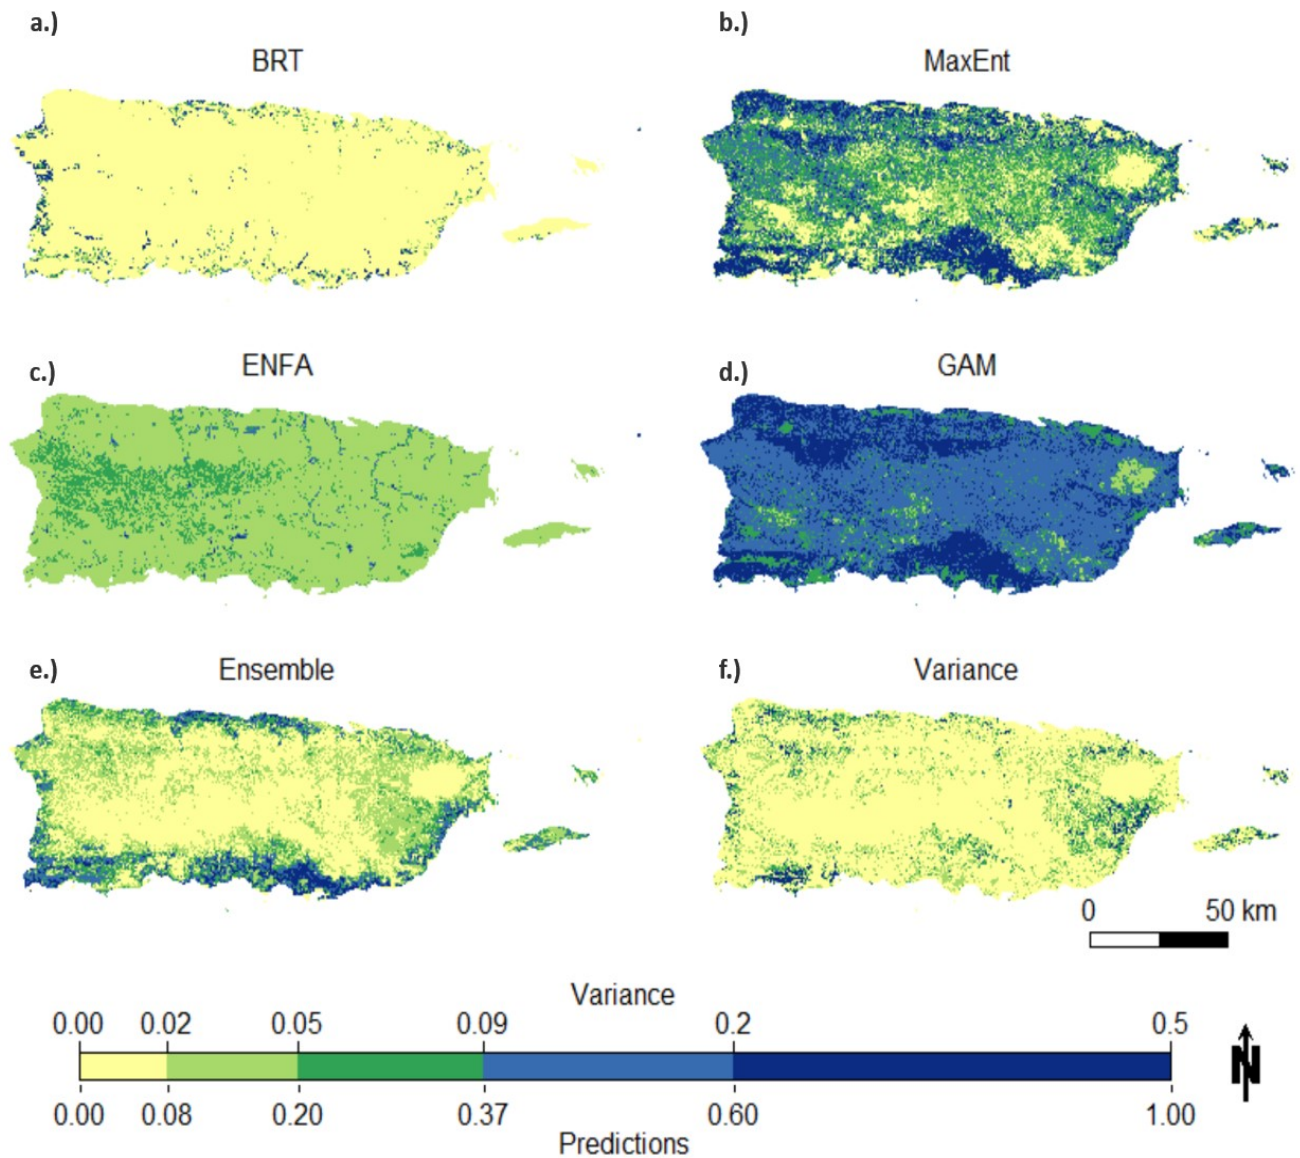 a.)
b.)
BRT
MaxEnt
c.)
d.)
ENFA
GAM
e.)
f.)
Ensemble
Variance
0 50 km
Variance
0.00 0.02 0.05 0.09 0.2 0.5
N
0.00 0.08 0.20 0.37 0.60 1.00
Predictions